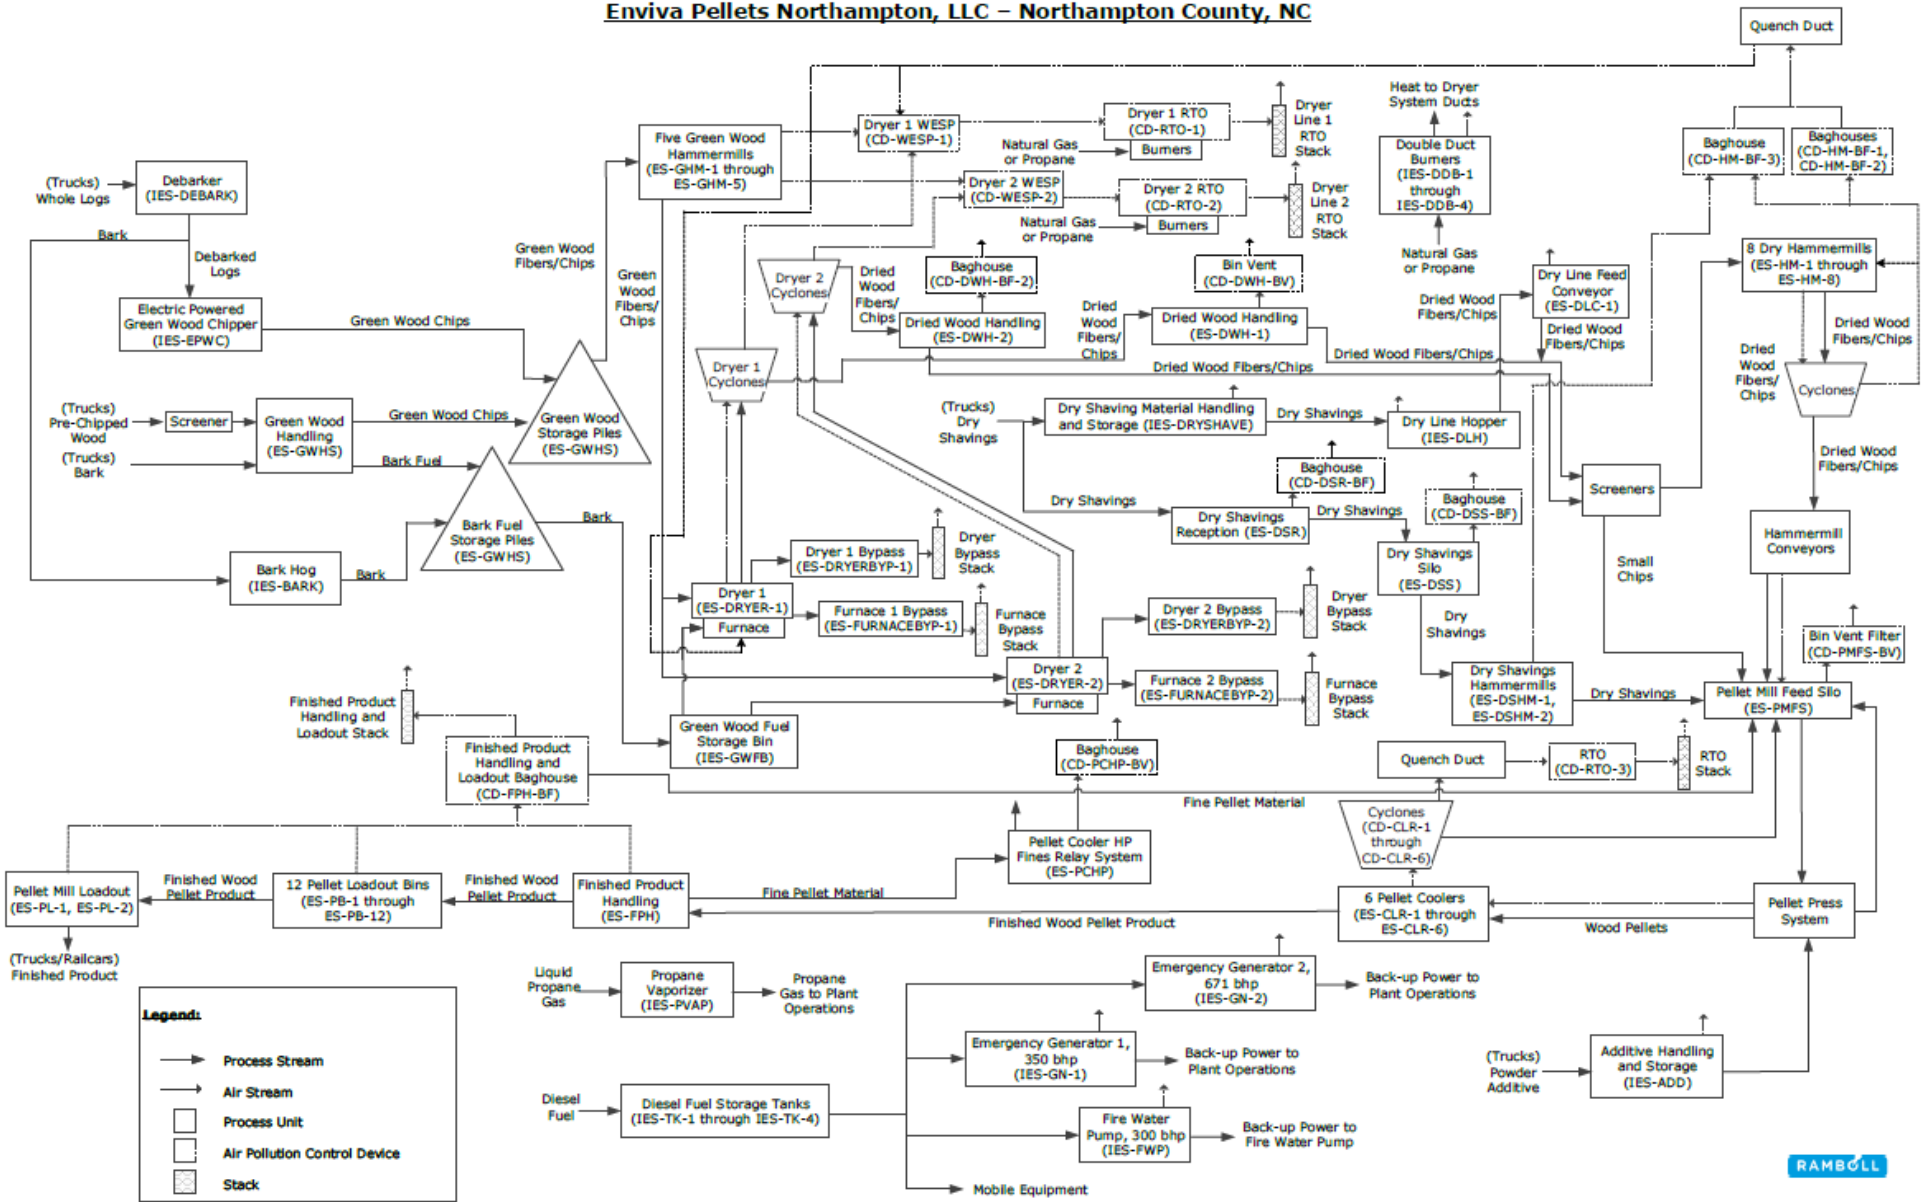 Enviva Pellets Northampton, LLC – Northampton County, NC
Quench Duct
Heat to Dryer
System Ducts
Dryer 1 WESP
(CD-WESP-1)
Dryer 1 RTO
(CD-RTO-1)
Burners
Natural Gas
or Propane
Dryer
Line 1
RTO
Stack
Double Duct
Burners
(IES-DDB-1
through
IES-DDB-4)
Natural Gas
or Propane
Baghouse
(CD-HM-BF-3)
Baghouses
(CD-HM-BF-1,
CD-HM-BF-2)
Five Green Wood
Hammermills
(ES-GHM-1 through
ES-GHM-5)
Dryer 2 WESP
(CD-WESP-2)
Dryer 2 RTO
(CD-RTO-2)
Burners
Natural Gas
or Propane
Dryer
Line 2
RTO
Stack
(Trucks)
Whole Logs
Debarker
(IES-DEBARK)
Bark
Debarked
Logs
Green Wood
Fibers/Chips
Green
Wood
Fibers/
Chips
Dryer 2
Cyclones
Dried
Wood
Fibers/
Chips
Baghouse
(CD-DWH-BF-2)
Dried Wood Handling
(ES-DWH-2)
Bin Vent
(CD-DWH-BV)
Dried
Wood
Fibers/
Chips
Dried Wood Handling
(ES-DWH-1)
Dried Wood
Fibers/Chips
Dry Line Feed
Conveyor
(ES-DLC-1)
Dried Wood
Fibers/Chips
8 Dry Hammermills
(ES-HM-1 through
ES-HM-8)
Dried Wood
Fibers/Chips
Dried
Wood
Fibers/
Chips
Cyclones
Electric Powered
Green Wood Chipper
(IES-EPWC)
Green Wood Chips
Dryer 1
Cyclones
Dried Wood Fibers/Chips
Dried Wood Fibers/Chips
(Trucks)
Pre-Chipped
Wood
Screener
Green Wood
Handling
(ES-GWHS)
Green Wood Chips
Green Wood
Storage Piles
(ES-GWHS)
(Trucks)
Bark
Bark Fuel
Bark Fuel
Storage Piles
(ES-GWHS)
Bark
(Trucks)
Dry
Shavings
Dry Shaving Material Handling
and Storage (IES-DRYSHAVE)
Dry Shavings
Dry Line Hopper
(IES-DLH)
Baghouse
(CD-DSR-BF)
Dry Shavings
Dry Shavings
Reception (ES-DSR)
Dry Shavings
Baghouse
(CD-DSS-BF)
Dry Shavings
Silo
(ES-DSS)
Dry
Shavings
Screeners
Small
Chips
Dried Wood
Fibers/Chips
Hammermill
Conveyors
Bark Hog
(IES-BARK)
Bark
Dryer 1 Bypass
(ES-DRYERBYP-1)
Dryer
Bypass
Stack
Dryer 1
(ES-DRYER-1)
Furnace
Furnace 1 Bypass
(ES-FURNACEBYP-1)
Furnace
Bypass
Stack
Dryer 2 Bypass
(ES-DRYERBYP-2)
Dryer
Bypass
Stack
Dryer 2
(ES-DRYER-2)
Furnace
Furnace 2 Bypass
(ES-FURNACEBYP-2)
Furnace
Bypass
Stack
Dry Shavings
Hammermills
(ES-DSHM-1,
ES-DSHM-2)
Dry Shavings
Bin Vent Filter
(CD-PMFS-BV)
Pellet Mill Feed Silo
(ES-PMFS)
Finished Product
Handling and
Loadout Stack
Finished Product
Handling and
Loadout Baghouse
(CD-FPH-BF)
Green Wood Fuel
Storage Bin
(IES-GWFB)
Baghouse
(CD-PCHP-BV)
Quench Duct
RTO
(CD-RTO-3)
RTO
Stack
Fine Pellet Material
Cyclones
(CD-CLR-1
through
CD-CLR-6)
Pellet Cooler HP
Fines Relay System
(ES-PCHP)
Pellet Mill Loadout
(ES-PL-1, ES-PL-2)
Finished Wood
Pellet Product
12 Pellet Loadout Bins
(ES-PB-1 through
ES-PB-12)
Finished Wood
Pellet Product
Finished Product
Handling
(ES-FPH)
Fine Pellet Material
Finished Wood Pellet Product
6 Pellet Coolers
(ES-CLR-1 through
ES-CLR-6)
Wood Pellets
Pellet Press
System
(Trucks/Railcars)
Finished Product
Liquid
Propane
Gas
Propane
Vaporizer
(IES-PVAP)
Propane
Gas to Plant
Operations
Emergency Generator 2,
671 bhp
(IES-GN-2)
Back-up Power to
Plant Operations
Emergency Generator 1,
350 bhp
(IES-GN-1)
Back-up Power to
Plant Operations
Diesel
Fuel
Diesel Fuel Storage Tanks
(IES-TK-1 through IES-TK-4)
Fire Water
Pump, 300 bhp
(IES-FWP)
Back-up Power to
Fire Water Pump
Mobile Equipment
(Trucks)
Powder
Additive
Additive Handling
and Storage
(IES-ADD)
Legend:
Process Stream
Air Stream
Process Unit
Air Pollution Control Device
Stack
RAMBOLL